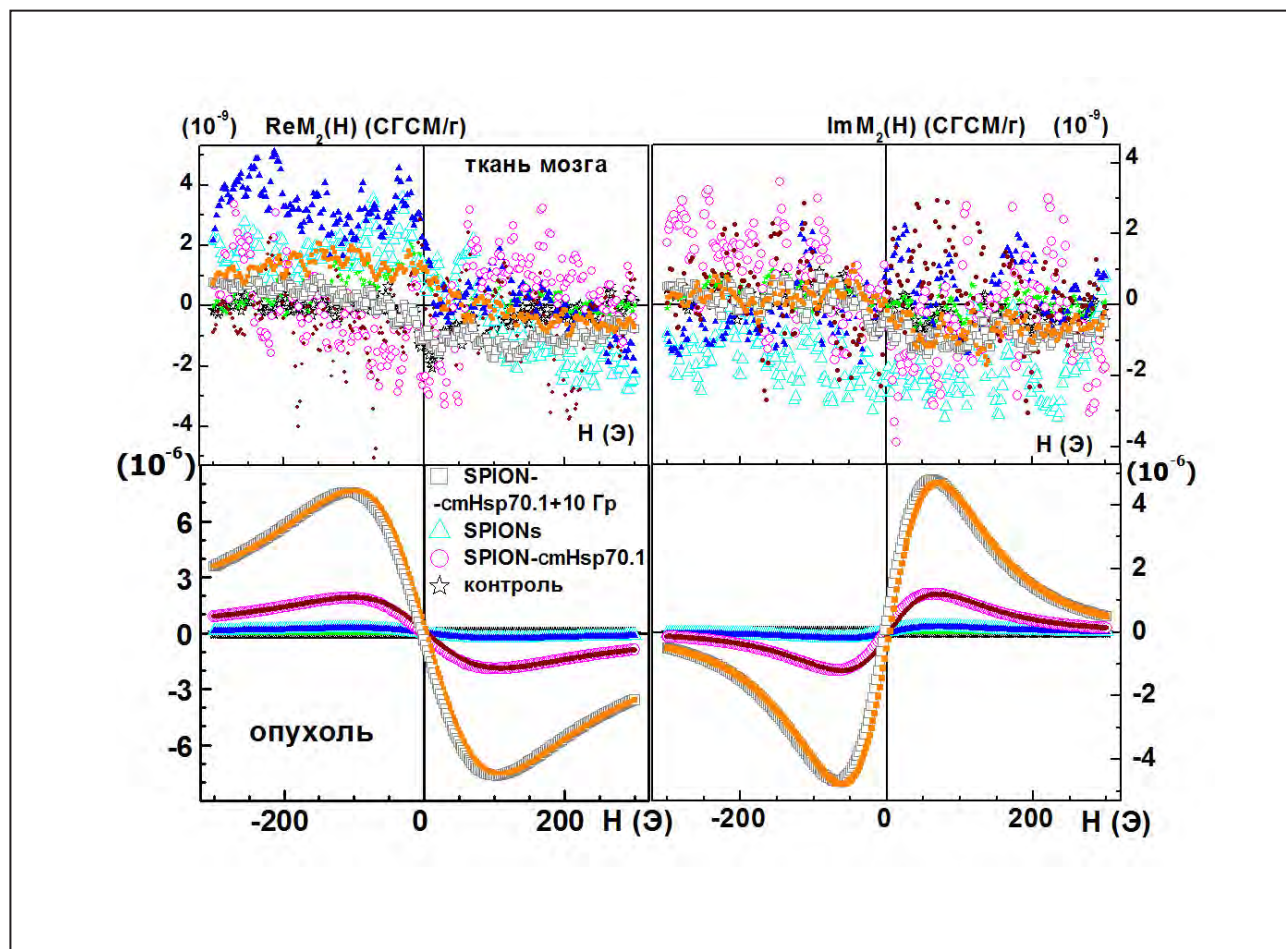 (10⁻⁹) ReM₂(H) (СГСМ/г) ImM₂(H) (СГСМ/г) (10⁻⁹)
ткань мозга
4 4
2 2
0 0
-2 -2
-4 -4
H (Э) H (Э)
(10⁻⁶) (10⁻⁶)
SPION-
-cmHsp70.1+10 Гр
SPIONs
SPION-cmHsp70.1
контроль
6 4
3 2
0 0
-3 -2
-6 -4
опухоль
-200 0 200 H (Э) -200 0 200 H (Э)